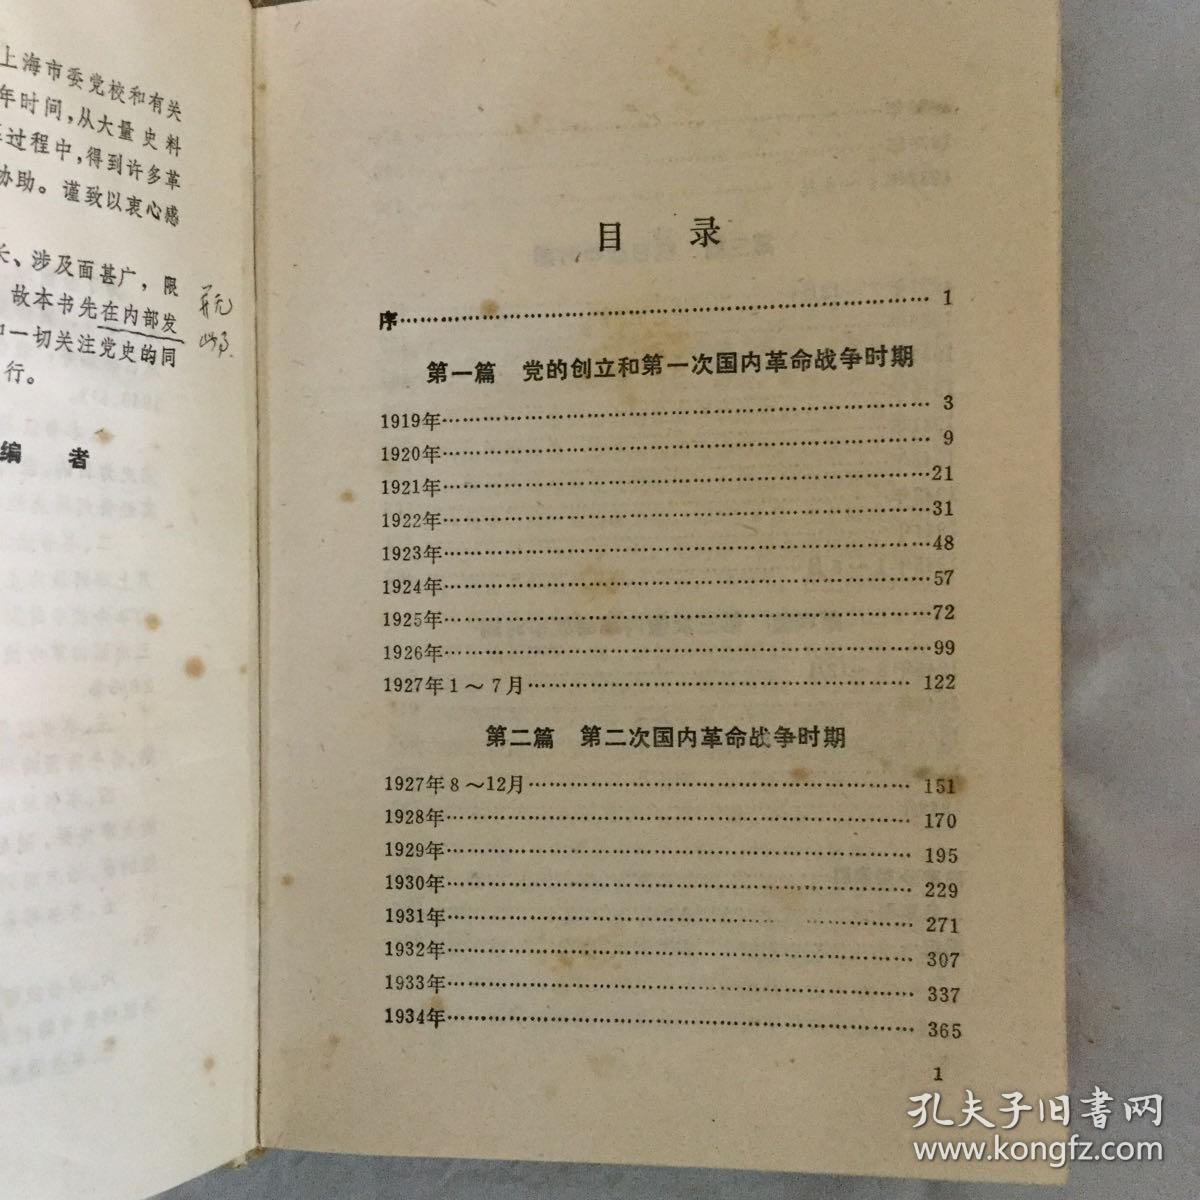 上海市委党校和有关
年时间，从大量史料
过程中，得到许多革
协助。谨致以衷心感
长、涉及面甚广，限
故本书先在内部发
一切关注党史的同
行。
编 者
目 录
序…… 1
第一篇 党的创立和第一次国内革命战争时期
1919年…… 3
1920年…… 9
1921年……21
1922年……31
1923年……48
1924年……57
1925年……72
1926年……99
1927年1～7月…… 122
第二篇 第二次国内革命战争时期
1927年8～12月…… 151
1928年…… 170
1929年…… 195
1930年…… 229
1931年…… 271
1932年…… 307
1933年…… 337
1934年…… 365
1
孔夫子旧书网
www.kongfz.com